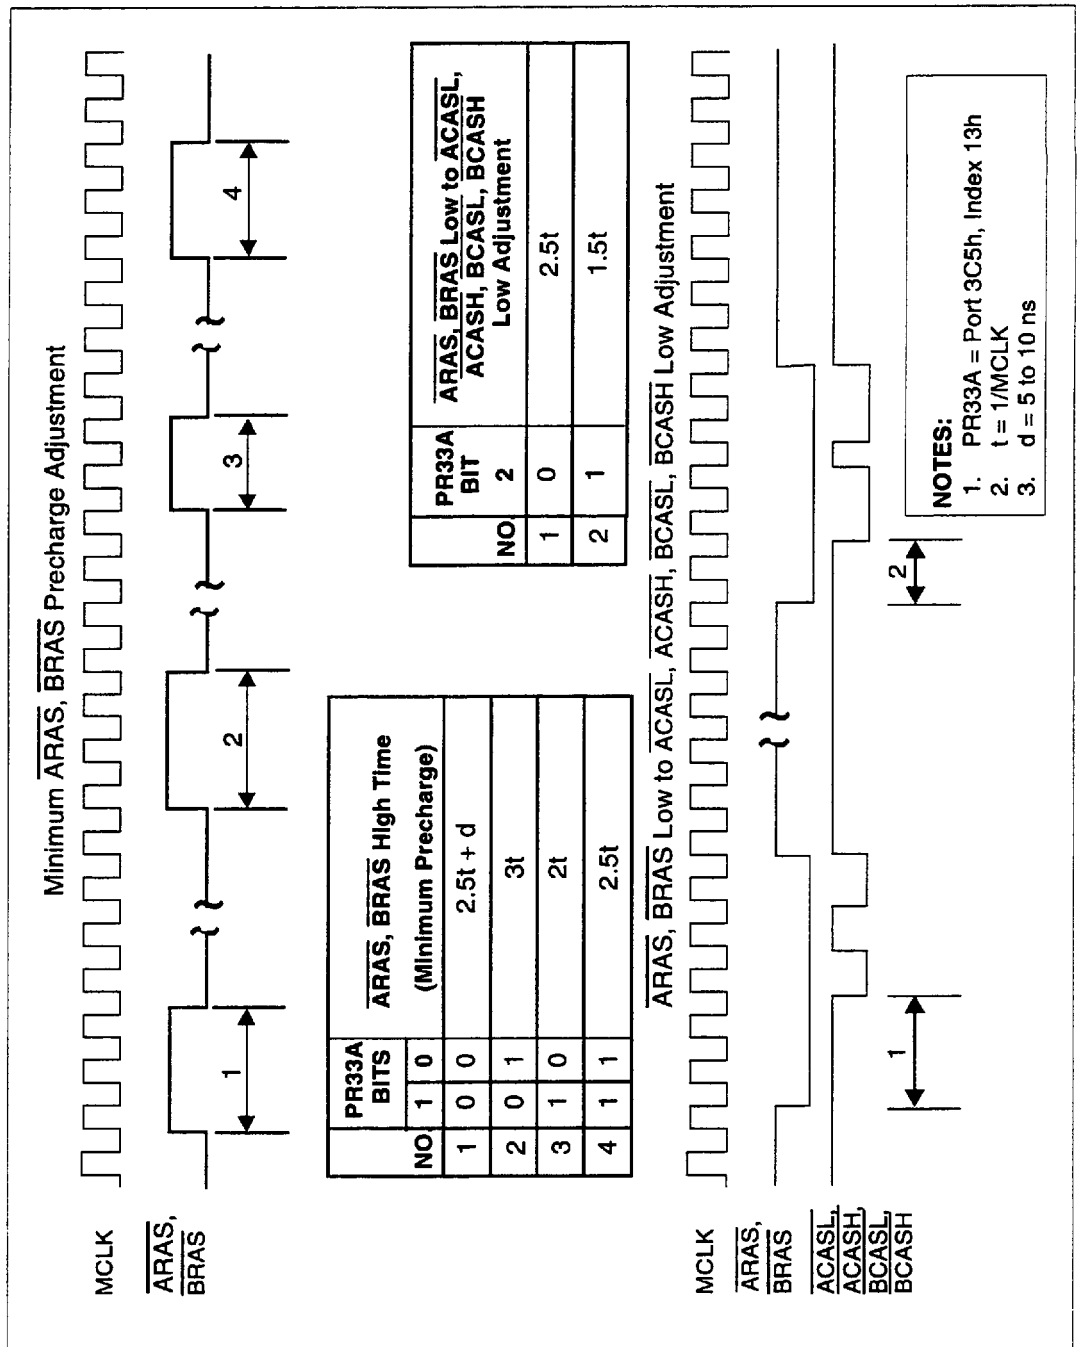 Minimum ARAS, BRAS Precharge Adjustment
MCLK
ARAS,
BRAS
1
2
3
4
PR33A
BITS
ARAS, BRAS High Time
(Minimum Precharge)
NO. 1 0
1 0 0 2.5t + d
2 0 1 3t
3 1 0 2t
4 1 1 2.5t
PR33A
BIT
ARAS, BRAS Low to ACASL,
ACASH, BCASL, BCASH
Low Adjustment
NO. 2
1 0 2.5t
2 1 1.5t
ARAS, BRAS Low to ACASL, ACASH, BCASL, BCASH Low Adjustment
MCLK
ARAS,
BRAS
ACASL,
ACASH,
BCASL,
BCASH
1
2
NOTES:
1. PR33A = Port 3C5h, Index 13h
2. t = 1/MCLK
3. d = 5 to 10 ns